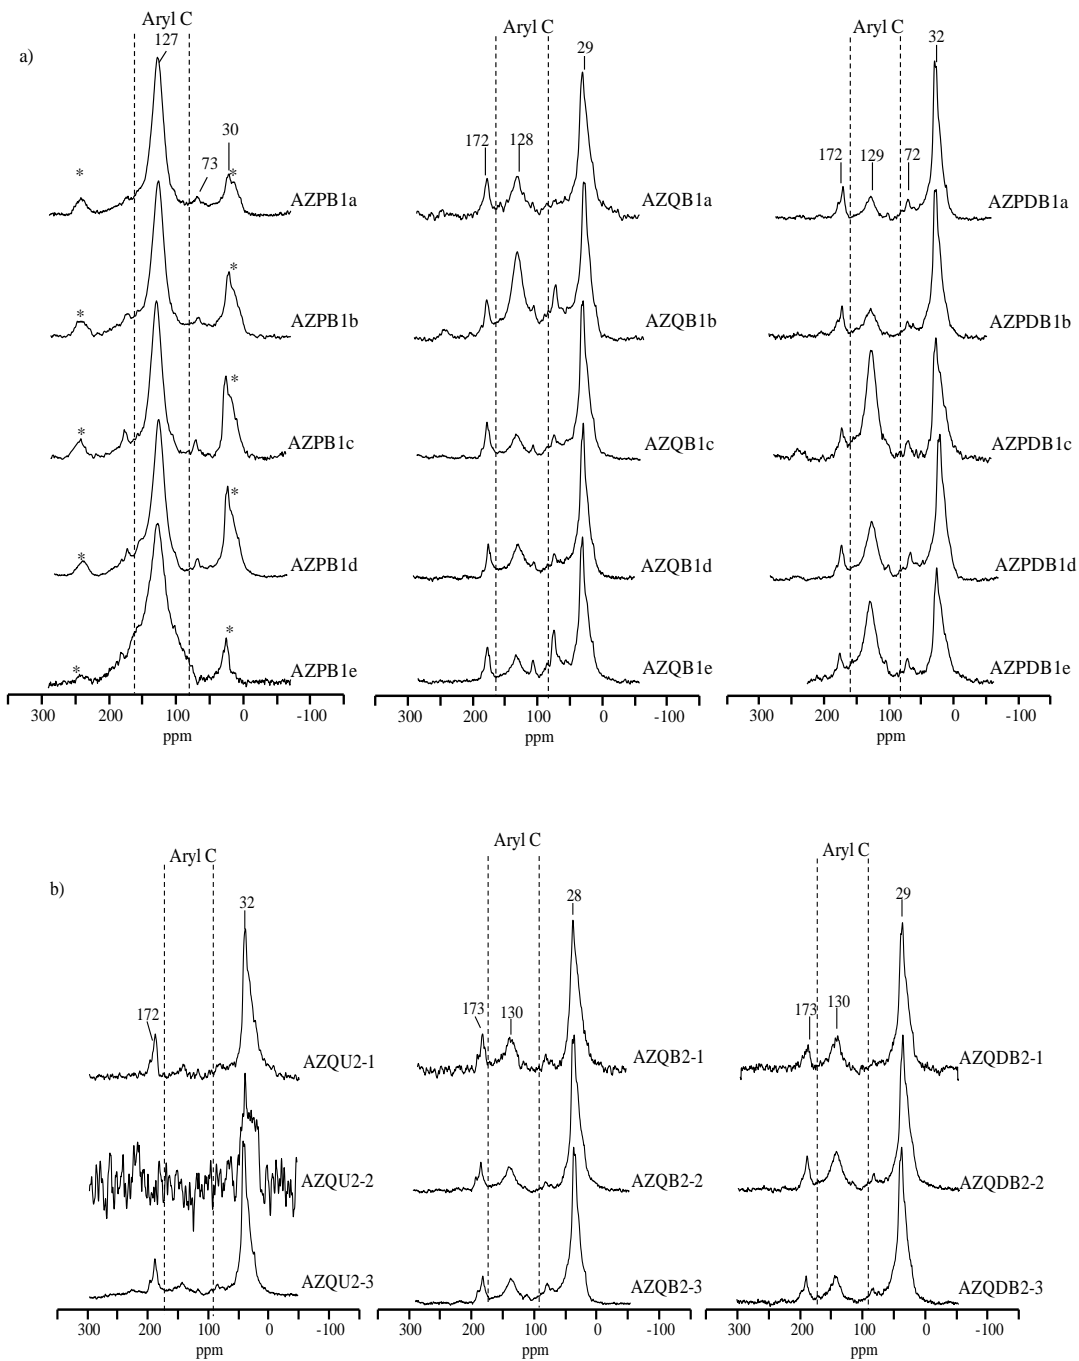 a)
Aryl C
127
73
30
*
*
AZPB1a
*
*
AZPB1b
*
*
AZPB1c
*
*
AZPB1d
*
*
AZPB1e
300 200 100 0 -100
ppm
Aryl C
172
128
29
AZQB1a
AZQB1b
AZQB1c
AZQB1d
AZQB1e
300 200 100 0 -100
ppm
Aryl C
172
129
72
32
AZPDB1a
AZPDB1b
AZPDB1c
AZPDB1d
AZPDB1e
300 200 100 0 -100
ppm
b)
Aryl C
172
32
AZQU2-1
AZQU2-2
AZQU2-3
300 200 100 0 -100
ppm
Aryl C
173
130
28
AZQB2-1
AZQB2-2
AZQB2-3
300 200 100 0 -100
ppm
Aryl C
173
130
29
AZQDB2-1
AZQDB2-2
AZQDB2-3
300 200 100 0 -100
ppm